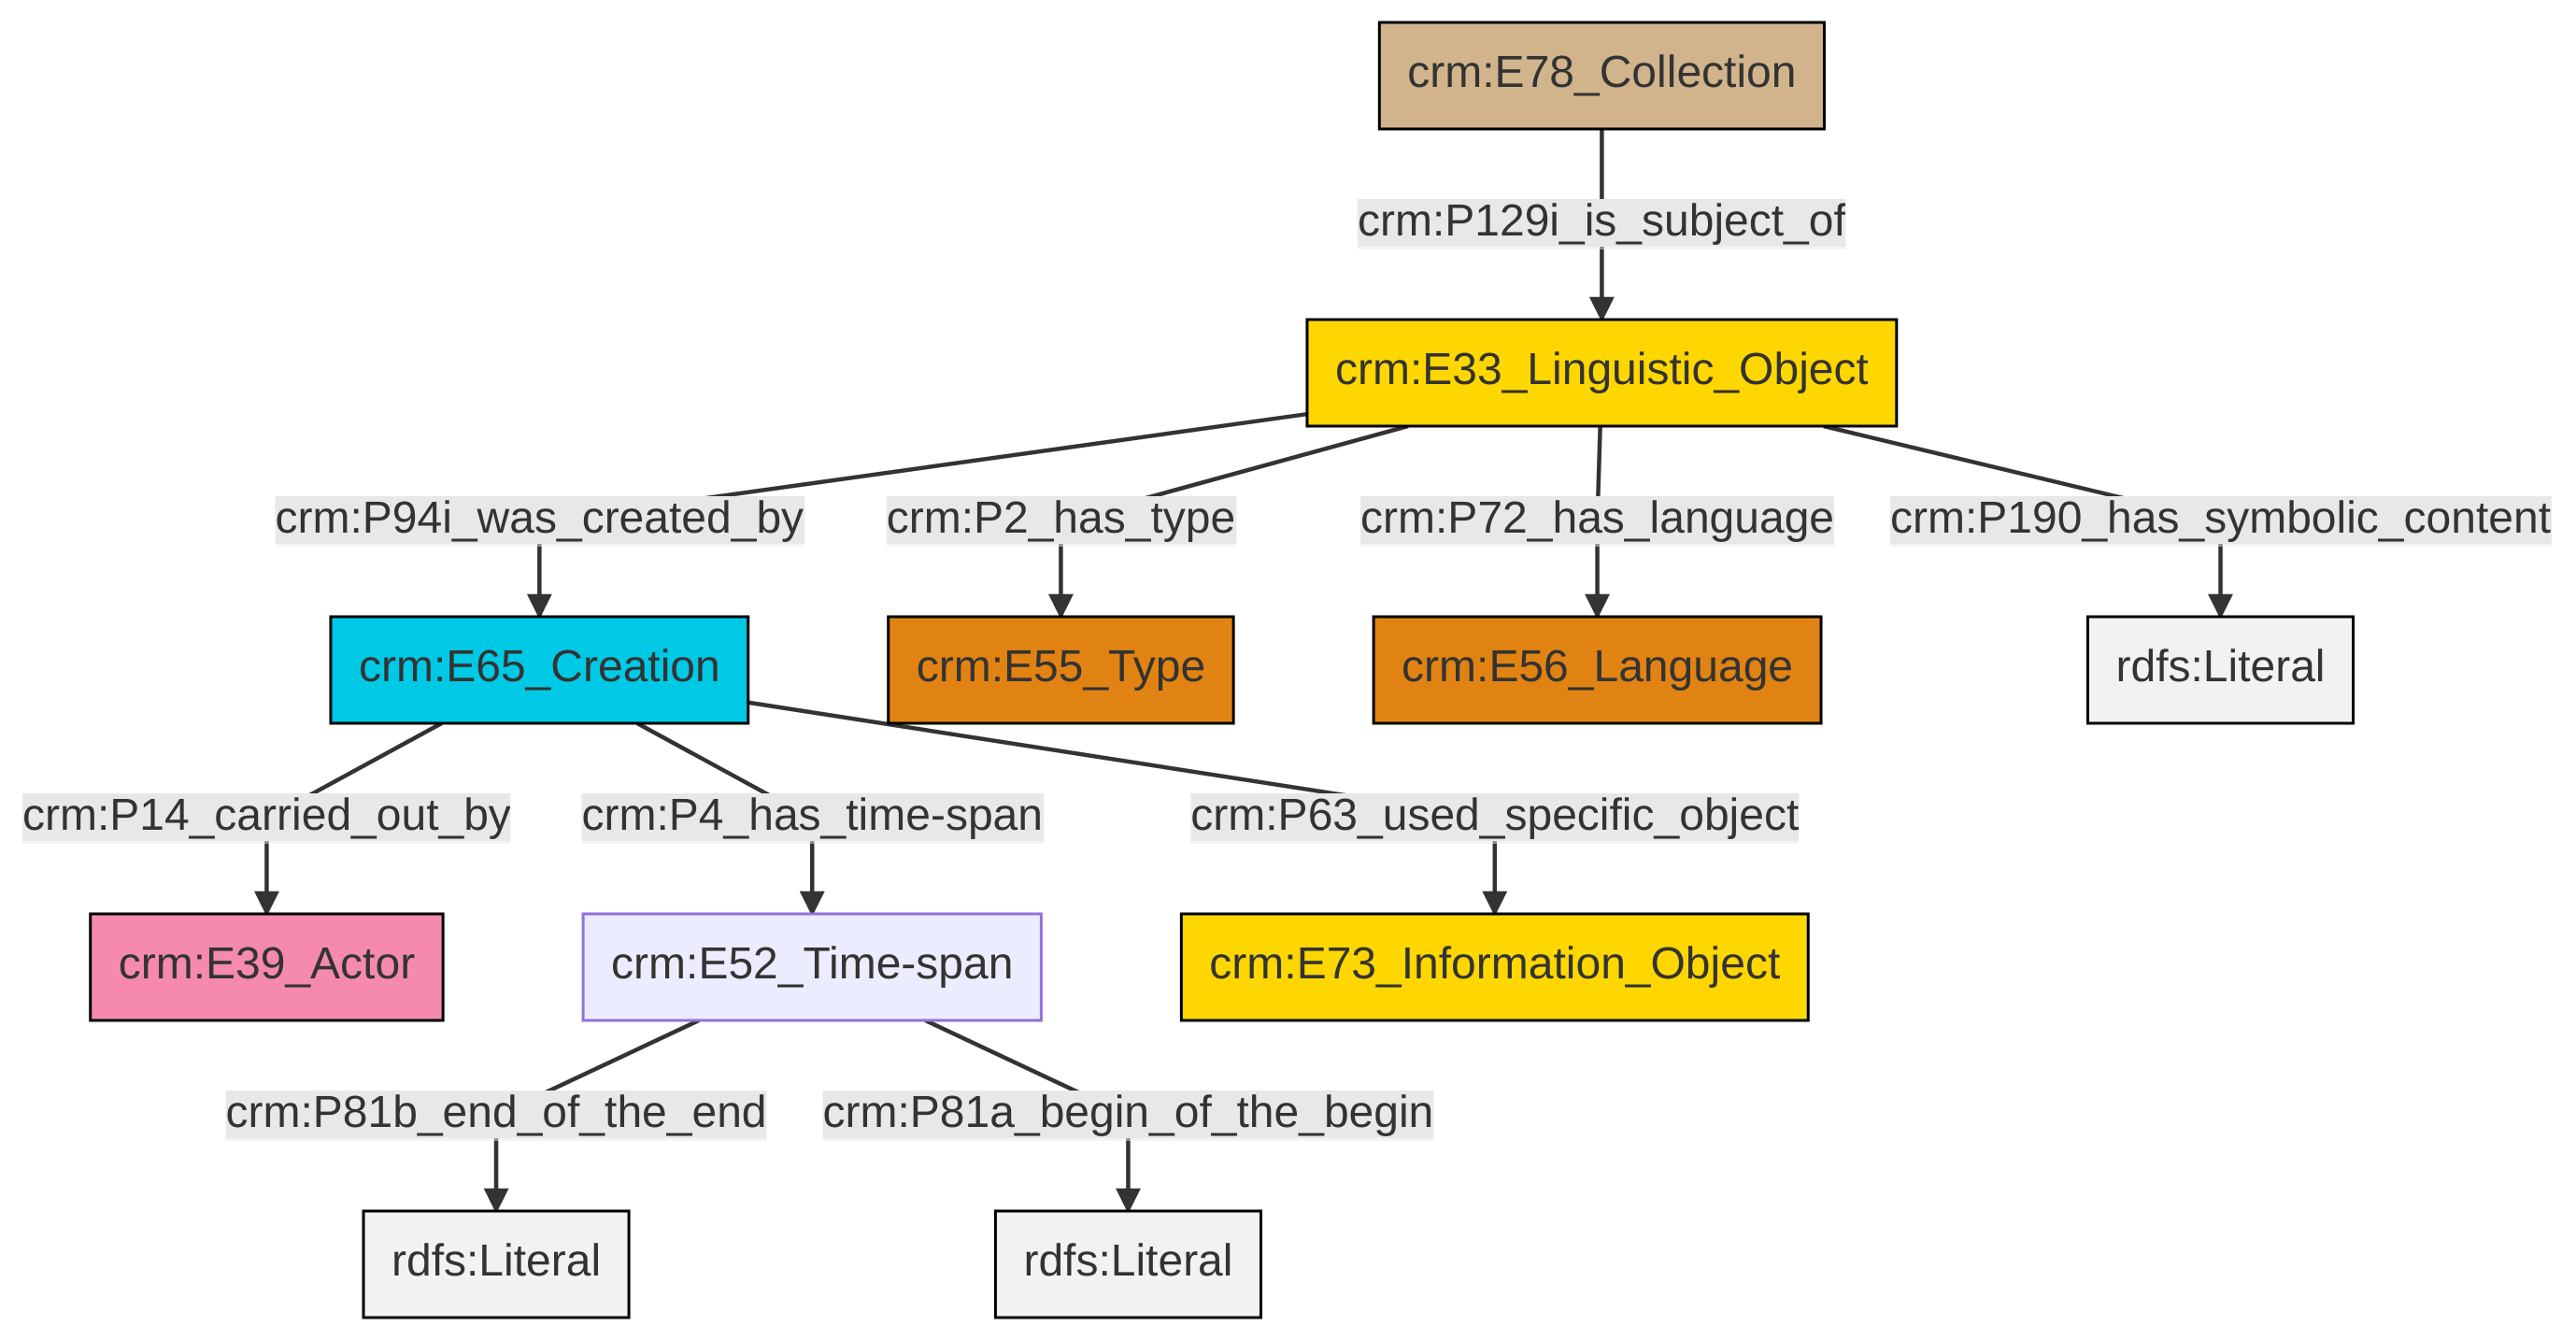 crm:E78_Collection
crm:P129i_is_subject_of
crm:E33_Linguistic_Object
crm:P94i_was_created_by
crm:P2_has_type
crm:P72_has_language
crm:P190_has_symbolic_content
crm:E65_Creation
crm:E55_Type
crm:E56_Language
rdfs:Literal
crm:P14_carried_out_by
crm:P4_has_time-span
crm:P63_used_specific_object
crm:E39_Actor
crm:E52_Time-span
crm:E73_Information_Object
crm:P81b_end_of_the_end
crm:P81a_begin_of_the_begin
rdfs:Literal
rdfs:Literal